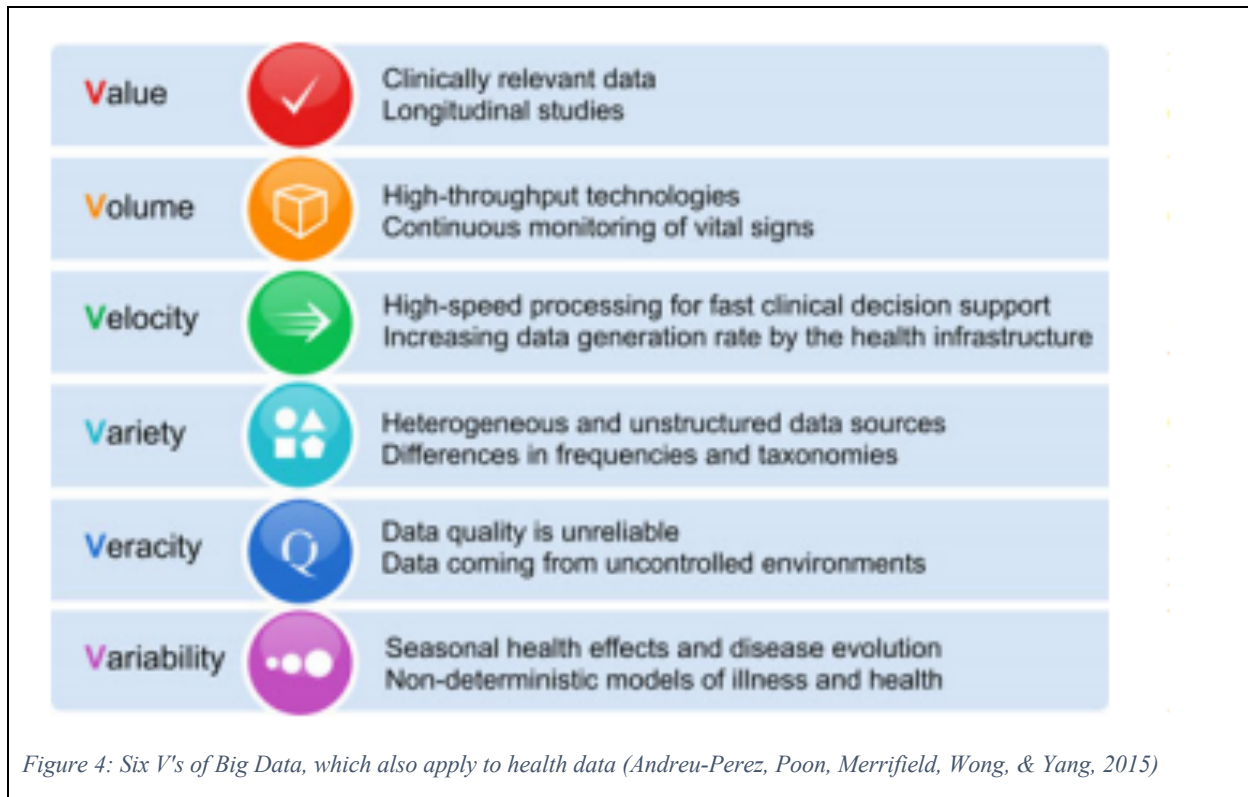 Value
Clinically relevant data
Longitudinal studies
Volume
High-throughput technologies
Continuous monitoring of vital signs
Velocity
High-speed processing for fast clinical decision support
Increasing data generation rate by the health infrastructure
Variety
Heterogeneous and unstructured data sources
Differences in frequencies and taxonomies
Veracity
Q
Data quality is unreliable
Data coming from uncontrolled environments
Variability
Seasonal health effects and disease evolution
Non-deterministic models of illness and health
Figure 4: Six V's of Big Data, which also apply to health data (Andreu-Perez, Poon, Merrifield, Wong, & Yang, 2015)